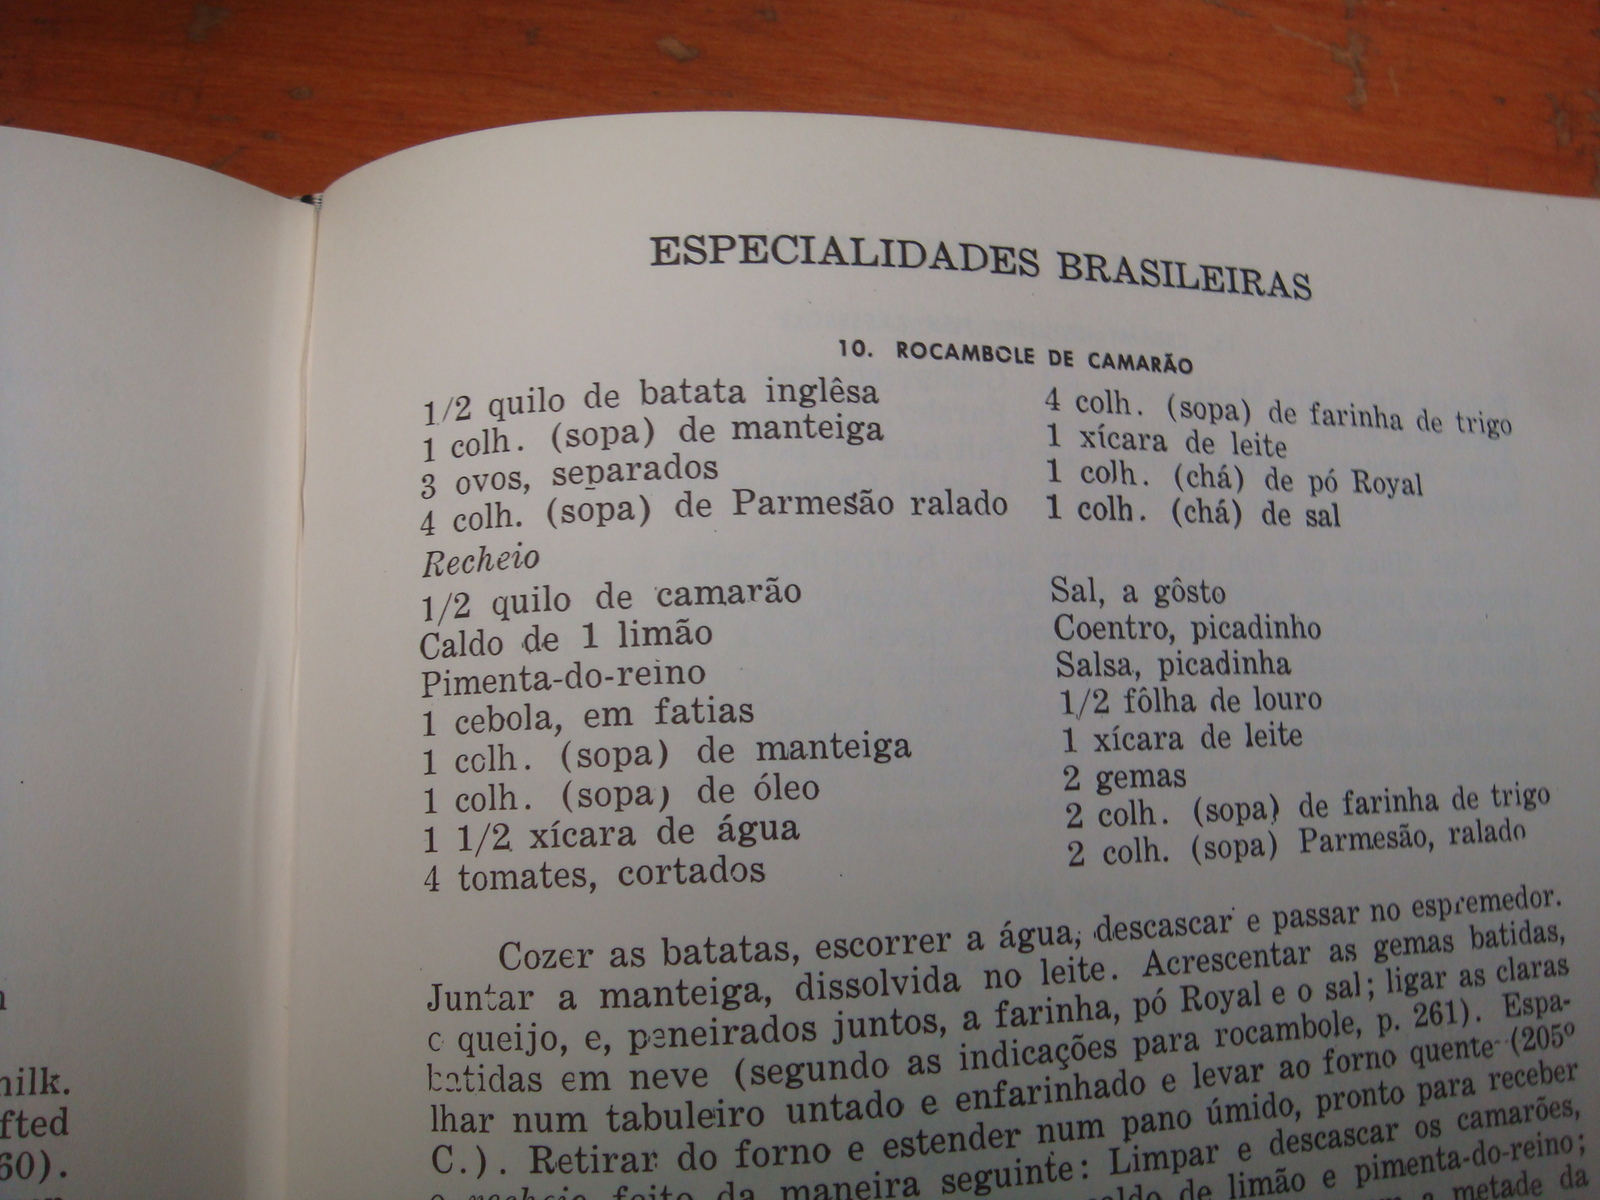 ESPECIALIDADES BRASILEIRAS
10. ROCAMBOLE DE CAMARÃO
1/2 quilo de batata inglêsa
1 colh. (sopa) de manteiga
3 ovos, separados
4 colh. (sopa) de Parmesão ralado
4 colh. (sopa) de farinha de trigo
1 xícara de leite
1 colh. (chá) de pó Royal
1 colh. (chá) de sal
Recheio
1/2 quilo de camarão
Caldo de 1 limão
Pimenta-do-reino
1 cebola, em fatias
1 colh. (sopa) de manteiga
1 colh. (sopa) de óleo
1 1/2 xícara de água
4 tomates, cortados
Sal, a gôsto
Coentro, picadinho
Salsa, picadinha
1/2 fôlha de louro
1 xícara de leite
2 gemas
2 colh. (sopa) de farinha de trigo
2 colh. (sopa) Parmesão, ralado
Cozer as batatas, escorrer a água, descascar e passar no espremedor.
Juntar a manteiga, dissolvida no leite. Acrescentar as gemas batidas,
o queijo, e, peneirados juntos, a farinha, pó Royal e o sal; ligar as claras
batidas em neve (segundo as indicações para rocambole, p. 261). Espa-
lhar num tabuleiro untado e enfarinhado e levar ao forno quente (205º
C.). Retirar do forno e estender num pano úmido, pronto para receber
o recheio feito da maneira seguinte: Limpar e descascar os camarões,
de limão e pimenta-do-reino;
metade da
milk.
60).